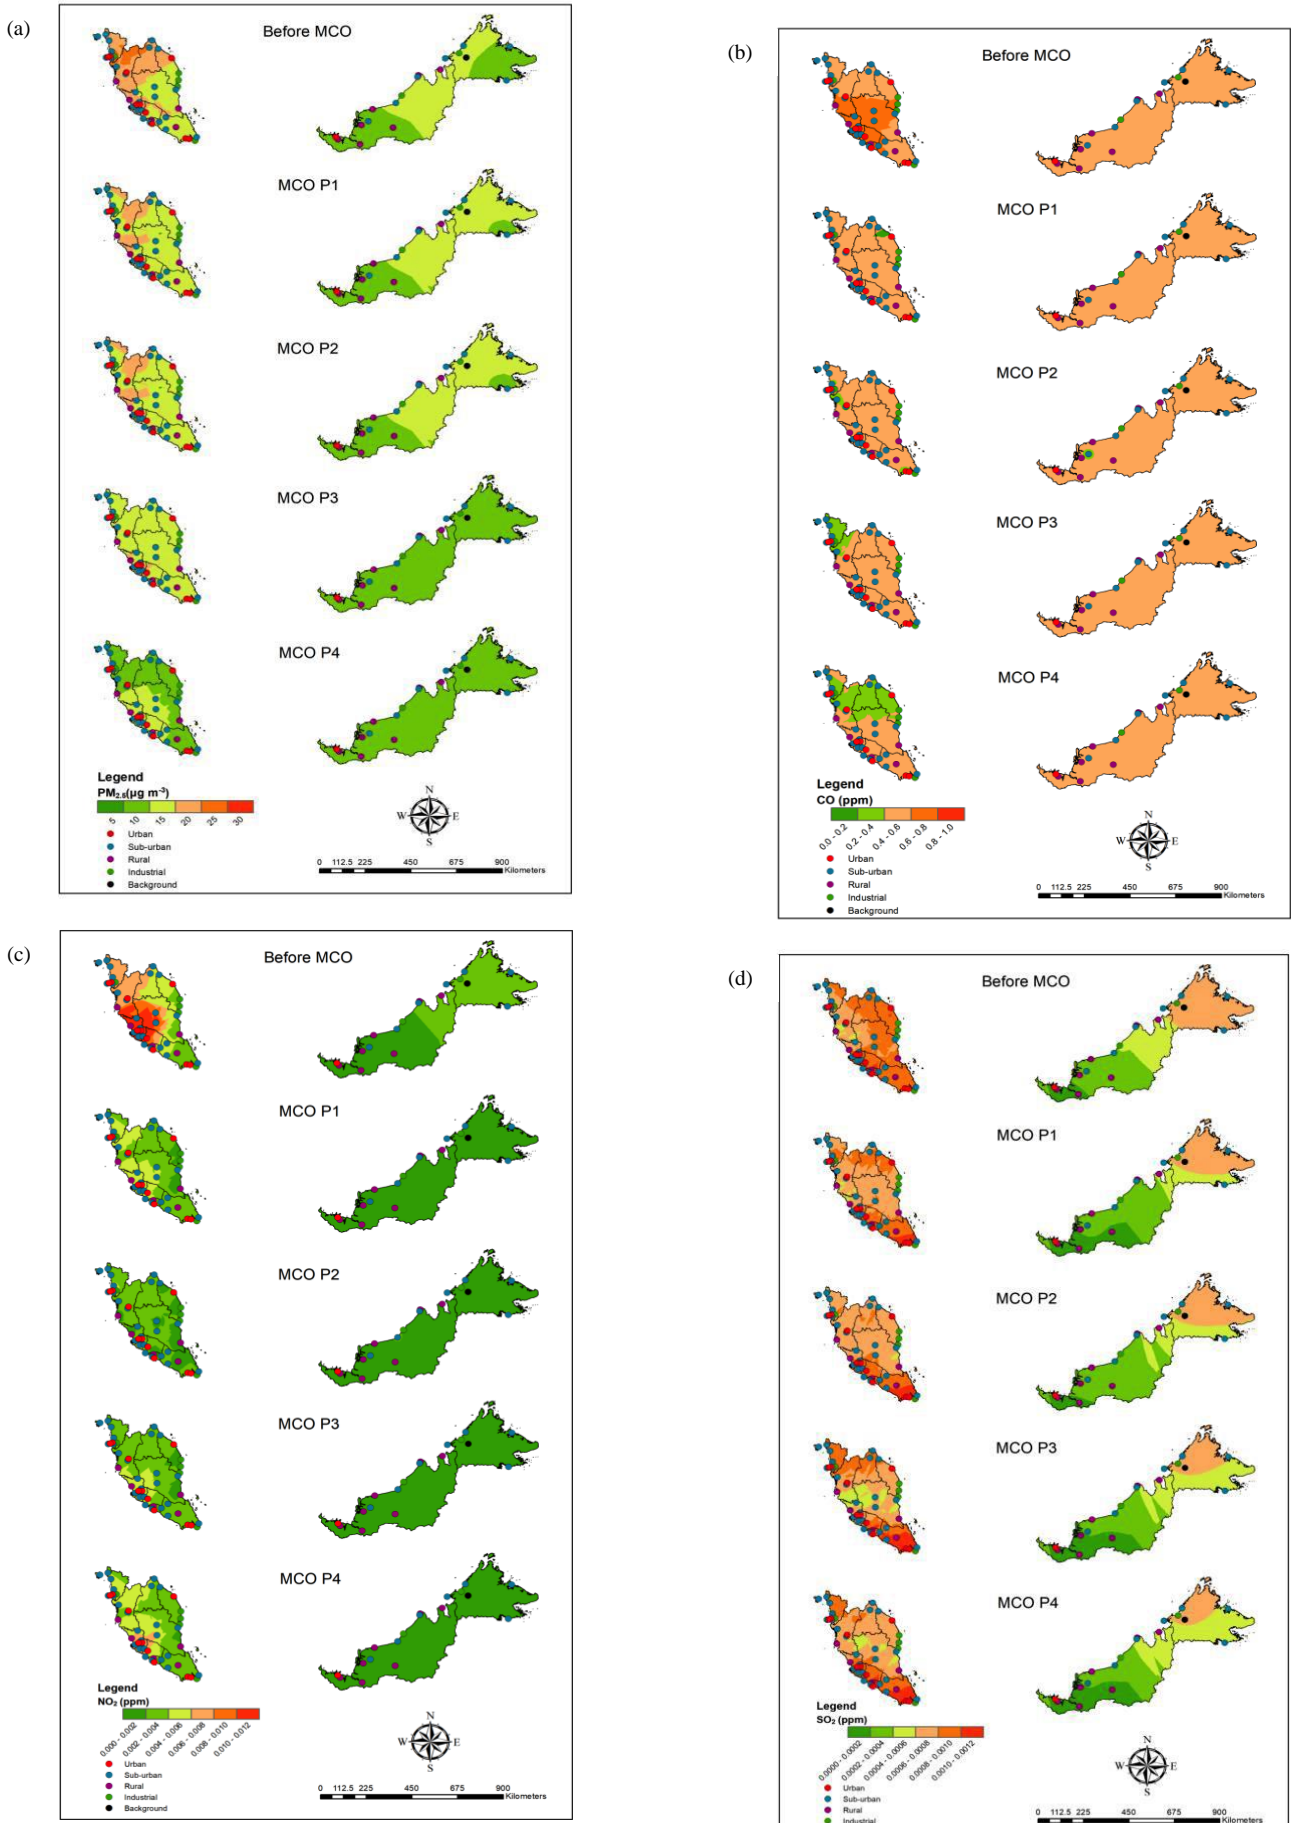 (a)
Before MCO
MCO P1
MCO P2
MCO P3
MCO P4
Legend
PM2.5(µg m-3)
5 10 15 20 25 30
Urban
Sub-urban
Rural
Industrial
Background
N
W E
S
0 112.5 225 450 675 900
Kilometers
(b)
Before MCO
MCO P1
MCO P2
MCO P3
MCO P4
Legend
CO (ppm)
0.0 - 0.2 0.2 - 0.4 0.4 - 0.6 0.6 - 0.8 0.8 - 1.0
Urban
Sub-urban
Rural
Industrial
Background
N
W E
S
0 112.5 225 450 675 900
Kilometers
(c)
Before MCO
MCO P1
MCO P2
MCO P3
MCO P4
Legend
NO2 (ppm)
0.000 - 0.002 0.002 - 0.004 0.004 - 0.006 0.006 - 0.008 0.008 - 0.010 0.010 - 0.012
Urban
Sub-urban
Rural
Industrial
Background
N
W E
S
0 112.5 225 450 675 900
Kilometers
(d)
Before MCO
MCO P1
MCO P2
MCO P3
MCO P4
Legend
SO2 (ppm)
0.0000 - 0.0002 0.0002 - 0.0004 0.0004 - 0.0006 0.0006 - 0.0008 0.0008 - 0.0010 0.0010 - 0.0012
Urban
Sub-urban
Rural
Industrial
N
W E
S
0 112.5 225 450 675 900
Kilometers